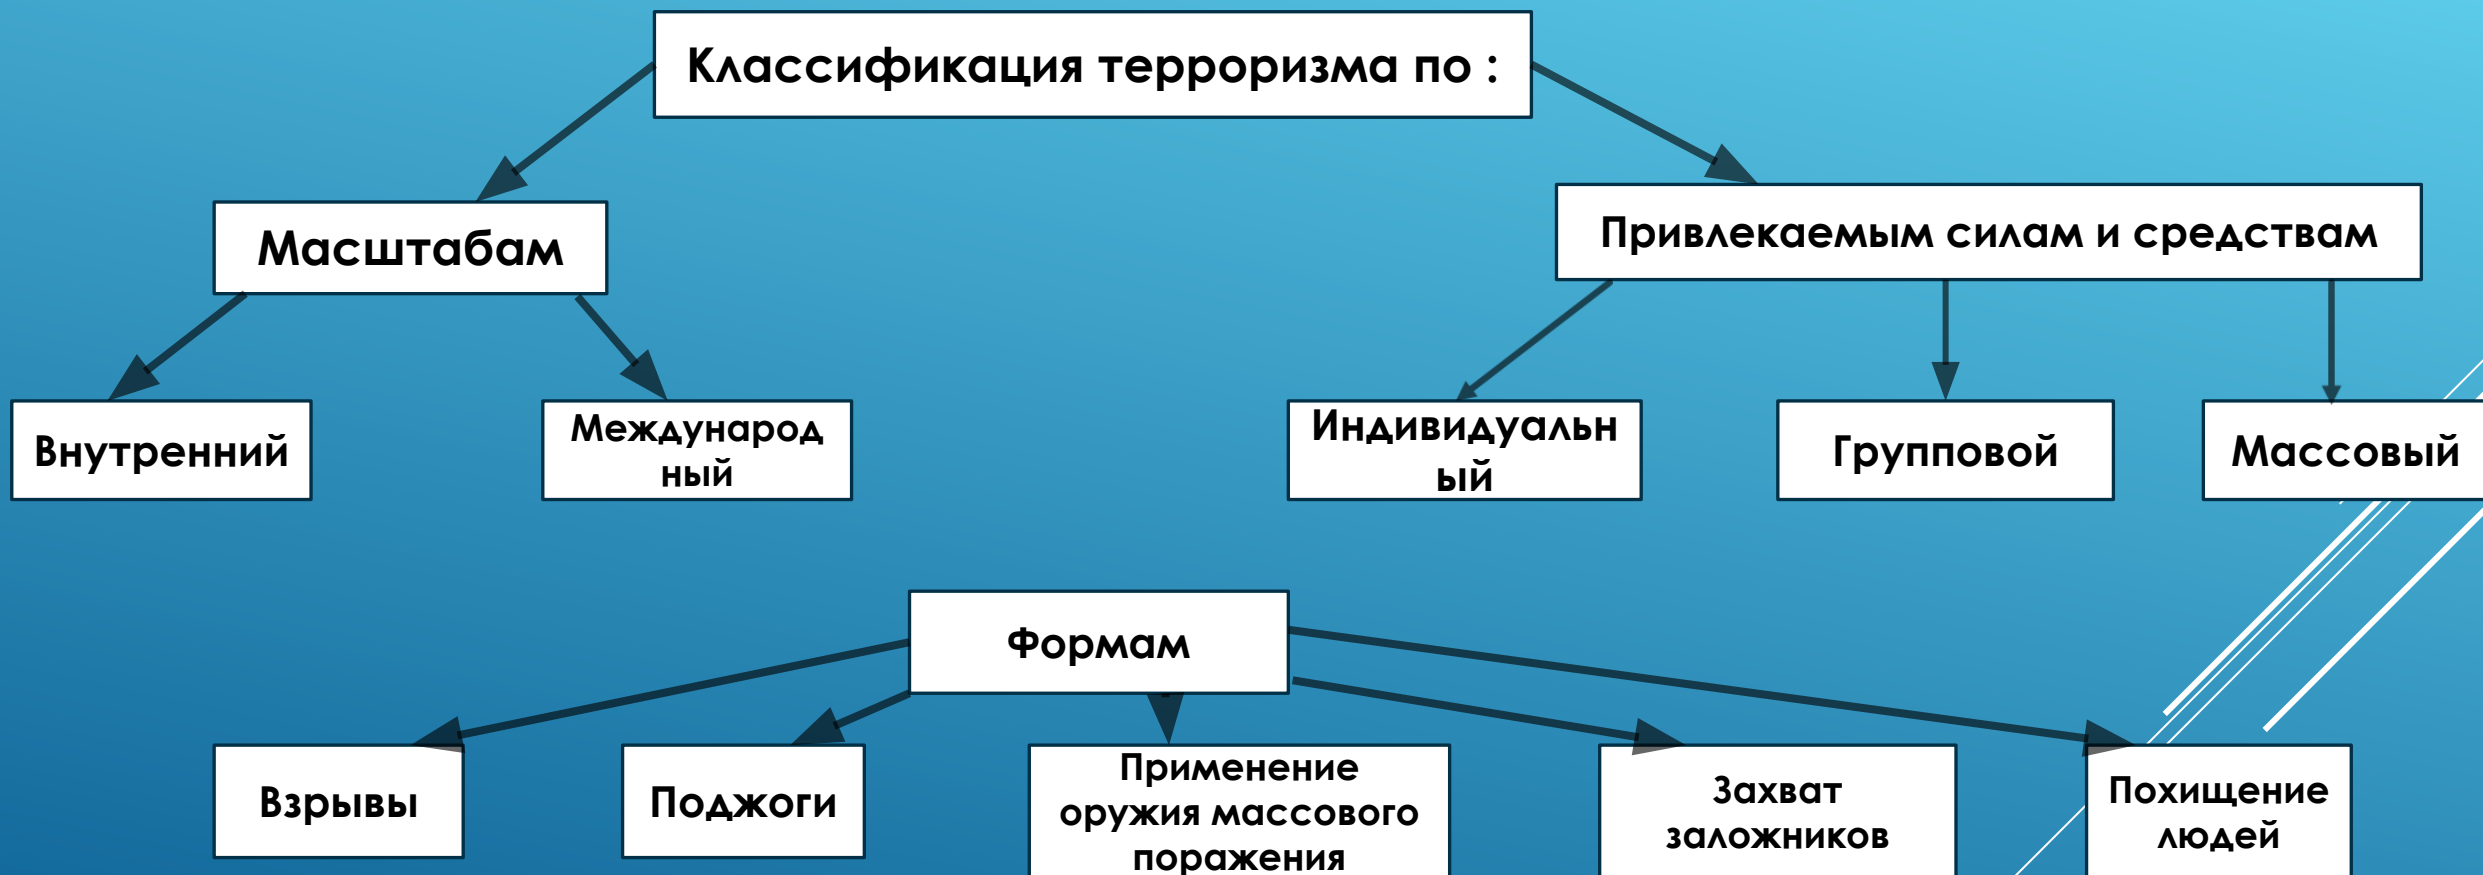 Классификация терроризма по :
Масштабам
Привлекаемым силам и средствам
Внутренний
Международ
ный
Индивидуальн
ый
Групповой
Массовый
Формам
Взрывы
Поджоги
Применение
оружия массового
поражения
Захват
заложников
Похищение
людей